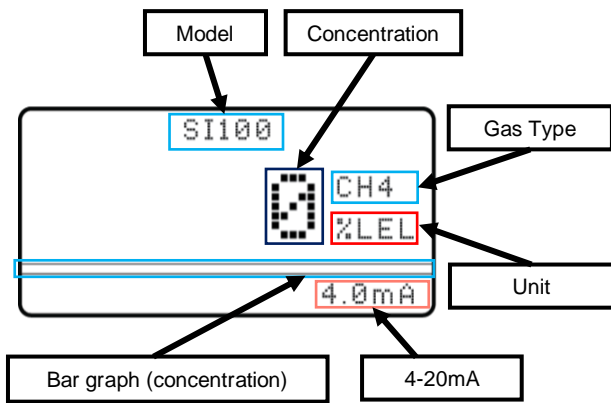 Model
Concentration
SI100
Gas Type
0
CH4
%LEL
Unit
4.0mA
Bar graph (concentration)
4-20mA